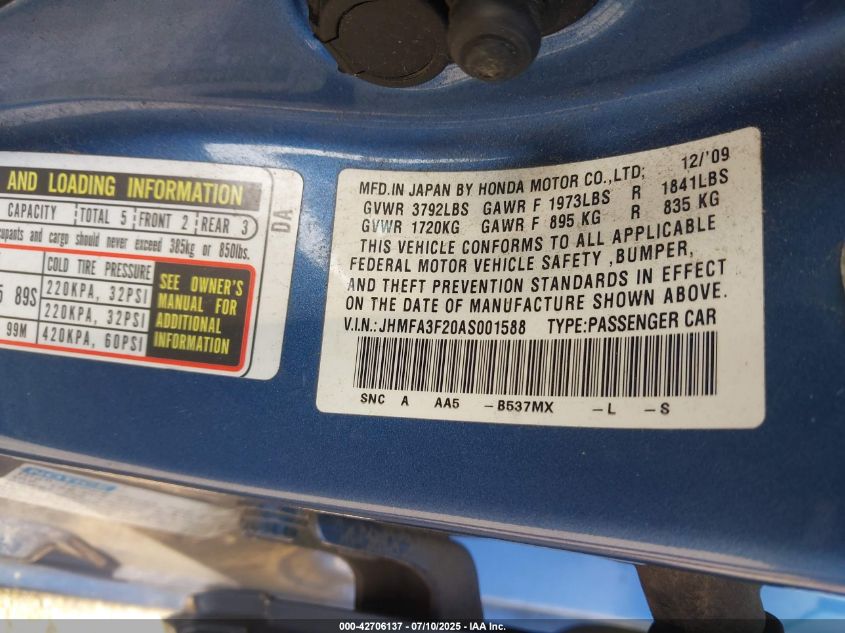 AND LOADING INFORMATION
CAPACITY TOTAL 5 FRONT 2 REAR 3
cupants and cargo should never exceed 385kg or 850lbs.
COLD TIRE PRESSURE
5 89S 220KPA, 32PSI
220KPA, 32PSI
99M 420KPA, 60PSI
SEE OWNER'S
MANUAL FOR
ADDITIONAL
INFORMATION
DA
MFD.IN JAPAN BY HONDA MOTOR CO.,LTD; 12/'09
GVWR 3792LBS GAWR F 1973LBS R 1841LBS
GVWR 1720KG GAWR F 895 KG R 835 KG
THIS VEHICLE CONFORMS TO ALL APPLICABLE
FEDERAL MOTOR VEHICLE SAFETY ,BUMPER,
AND THEFT PREVENTION STANDARDS IN EFFECT
ON THE DATE OF MANUFACTURE SHOWN ABOVE.
V.I.N.:JHMFA3F20AS001588 TYPE:PASSENGER CAR
SNC A AA5 -B537MX -L -S
000-42706137 - 07/10/2025 - IAA Inc.